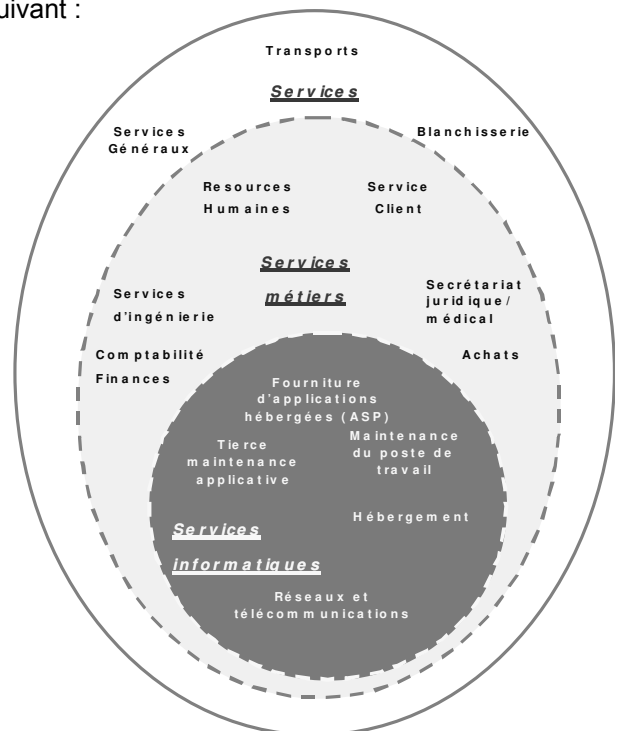 uivant :
Transports
Services
Services
Généraux
Blanchisserie
Resources
Humaines
Service
Client
Services
métiers
Services
d'ingénierie
Secrétariat
juridique/
médical
Comptabilité
Finances
Achats
Fourniture
d'applications
hébergées (ASP)
Tierce
maintenance
applicative
Maintenance
du poste de
travail
Hébergement
Services
informatiques
Réseaux et
télécommunications